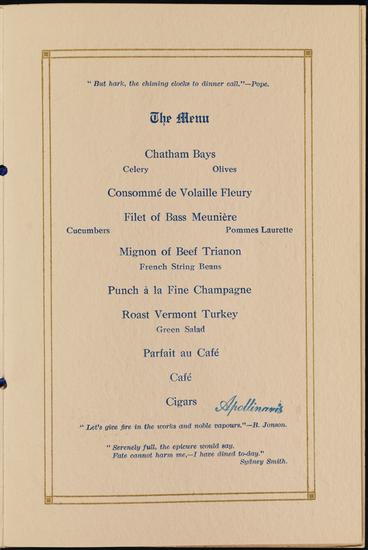 " But hark, the chiming clocks to dinner call."—Pope.
The Menu
Chatham Bays
Celery Olives
Consommé de Volaille Fleury
Filet of Bass Meunière
Cucumbers Pommes Laurette
Mignon of Beef Trianon
French String Beans
Punch à la Fine Champagne
Roast Vermont Turkey
Green Salad
Parfait au Café
Café
Cigars Apollinaris
" Let's give fire in the works and noble vapours."—B. Jonson.
" Serenely full, the epicure would say.
Fate cannot harm me,—I have dined to-day."
Sydney Smith.